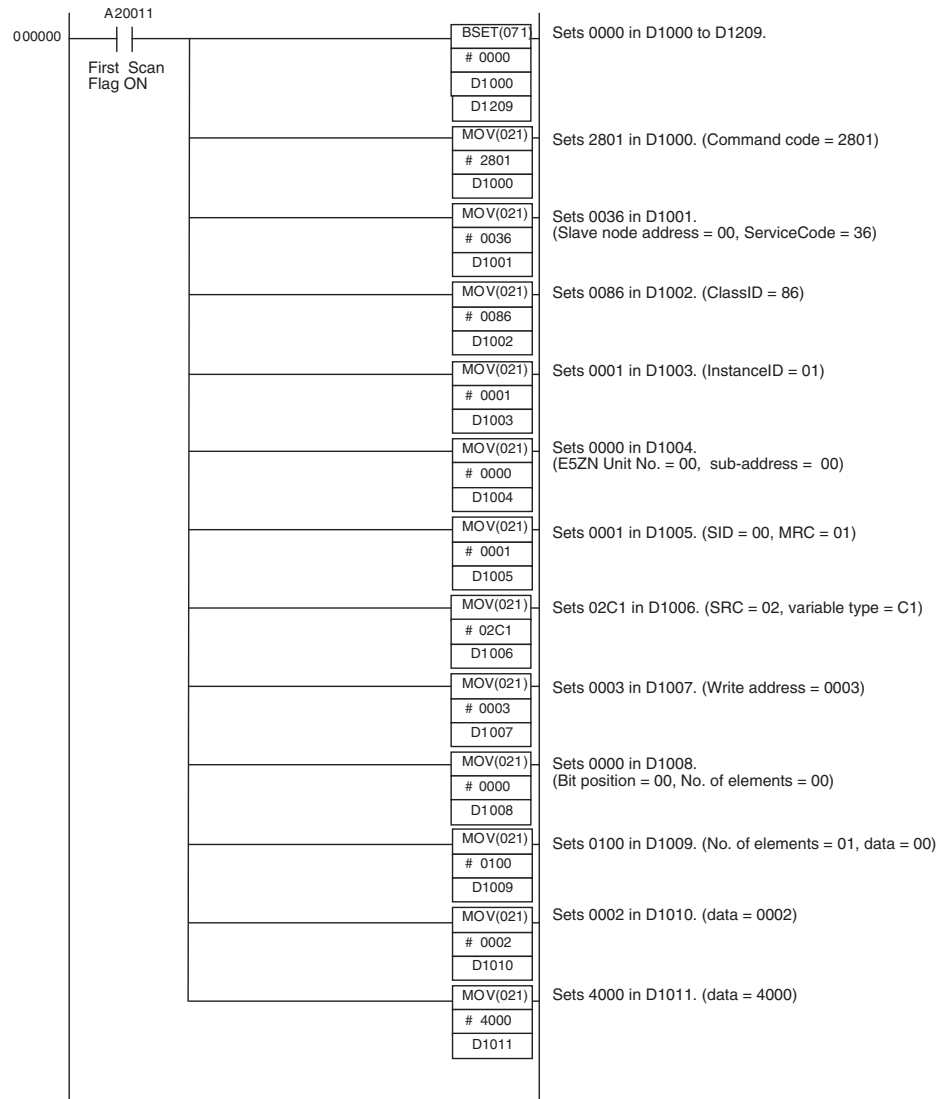 A20011
000000
First Scan
Flag ON
BSET(071)
# 0000
D1000
D1209
Sets 0000 in D1000 to D1209.
MOV(021)
# 2801
D1000
Sets 2801 in D1000. (Command code = 2801)
MOV(021)
# 0036
D1001
Sets 0036 in D1001.
(Slave node address = 00, ServiceCode = 36)
MOV(021)
# 0086
D1002
Sets 0086 in D1002. (ClassID = 86)
MOV(021)
# 0001
D1003
Sets 0001 in D1003. (InstanceID = 01)
MOV(021)
# 0000
D1004
Sets 0000 in D1004.
(E5ZN Unit No. = 00, sub-address = 00)
MOV(021)
# 0001
D1005
Sets 0001 in D1005. (SID = 00, MRC = 01)
MOV(021)
# 02C1
D1006
Sets 02C1 in D1006. (SRC = 02, variable type = C1)
MOV(021)
# 0003
D1007
Sets 0003 in D1007. (Write address = 0003)
MOV(021)
# 0000
D1008
Sets 0000 in D1008.
(Bit position = 00, No. of elements = 00)
MOV(021)
# 0100
D1009
Sets 0100 in D1009. (No. of elements = 01, data = 00)
MOV(021)
# 0002
D1010
Sets 0002 in D1010. (data = 0002)
MOV(021)
# 4000
D1011
Sets 4000 in D1011. (data = 4000)